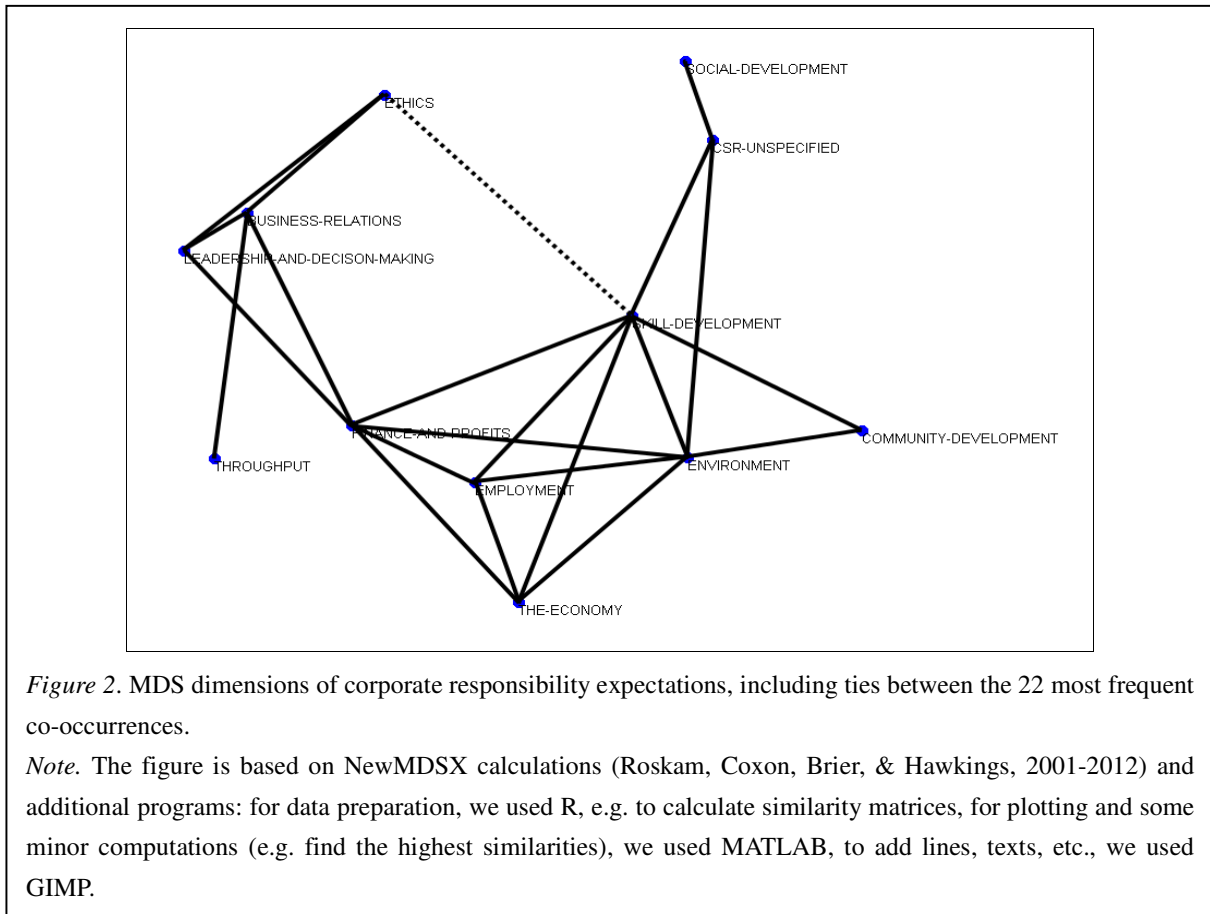 SOCIAL-DEVELOPMENT
ETHICS
CSR-UNSPECIFIED
BUSINESS-RELATIONS
LEADERSHIP-AND-DECISON-MAKING
SKILL-DEVELOPMENT
FINANCE-AND-PROFITS
COMMUNITY-DEVELOPMENT
THROUGHPUT
ENVIRONMENT
EMPLOYMENT
THE-ECONOMY
Figure 2. MDS dimensions of corporate responsibility expectations, including ties between the 22 most frequent
co-occurrences.
Note. The figure is based on NewMDSX calculations (Roskam, Coxon, Brier, & Hawkings, 2001-2012) and
additional programs: for data preparation, we used R, e.g. to calculate similarity matrices, for plotting and some
minor computations (e.g. find the highest similarities), we used MATLAB, to add lines, texts, etc., we used
GIMP.